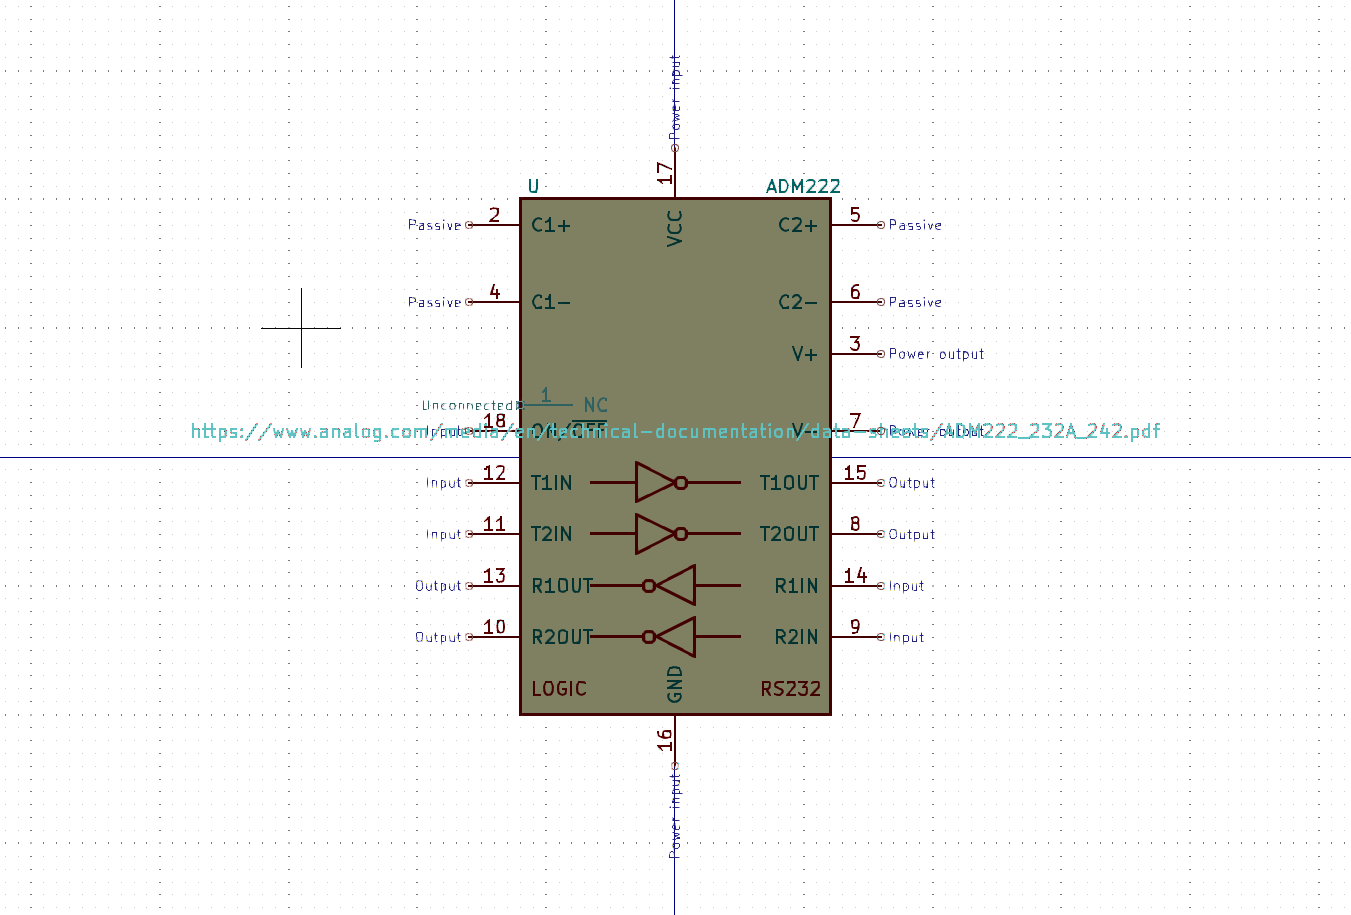 Power input
17
U ADM222
Passive 2 C1+ VCC C2+ 5 Passive
Passive 4 C1- C2- 6 Passive
V+ 3 Power output
Unconnected 1 NC
Input 18 ON/OFF V- 7 Power output
https://www.analog.com/media/en/technical-documentation/data-sheets/ADM222_232A_242.pdf
Input 12 T1IN T1OUT 15 Output
Input 11 T2IN T2OUT 8 Output
Output 13 R1OUT R1IN 14 Input
Output 10 R2OUT R2IN 9 Input
LOGIC GND RS232
16
Power input